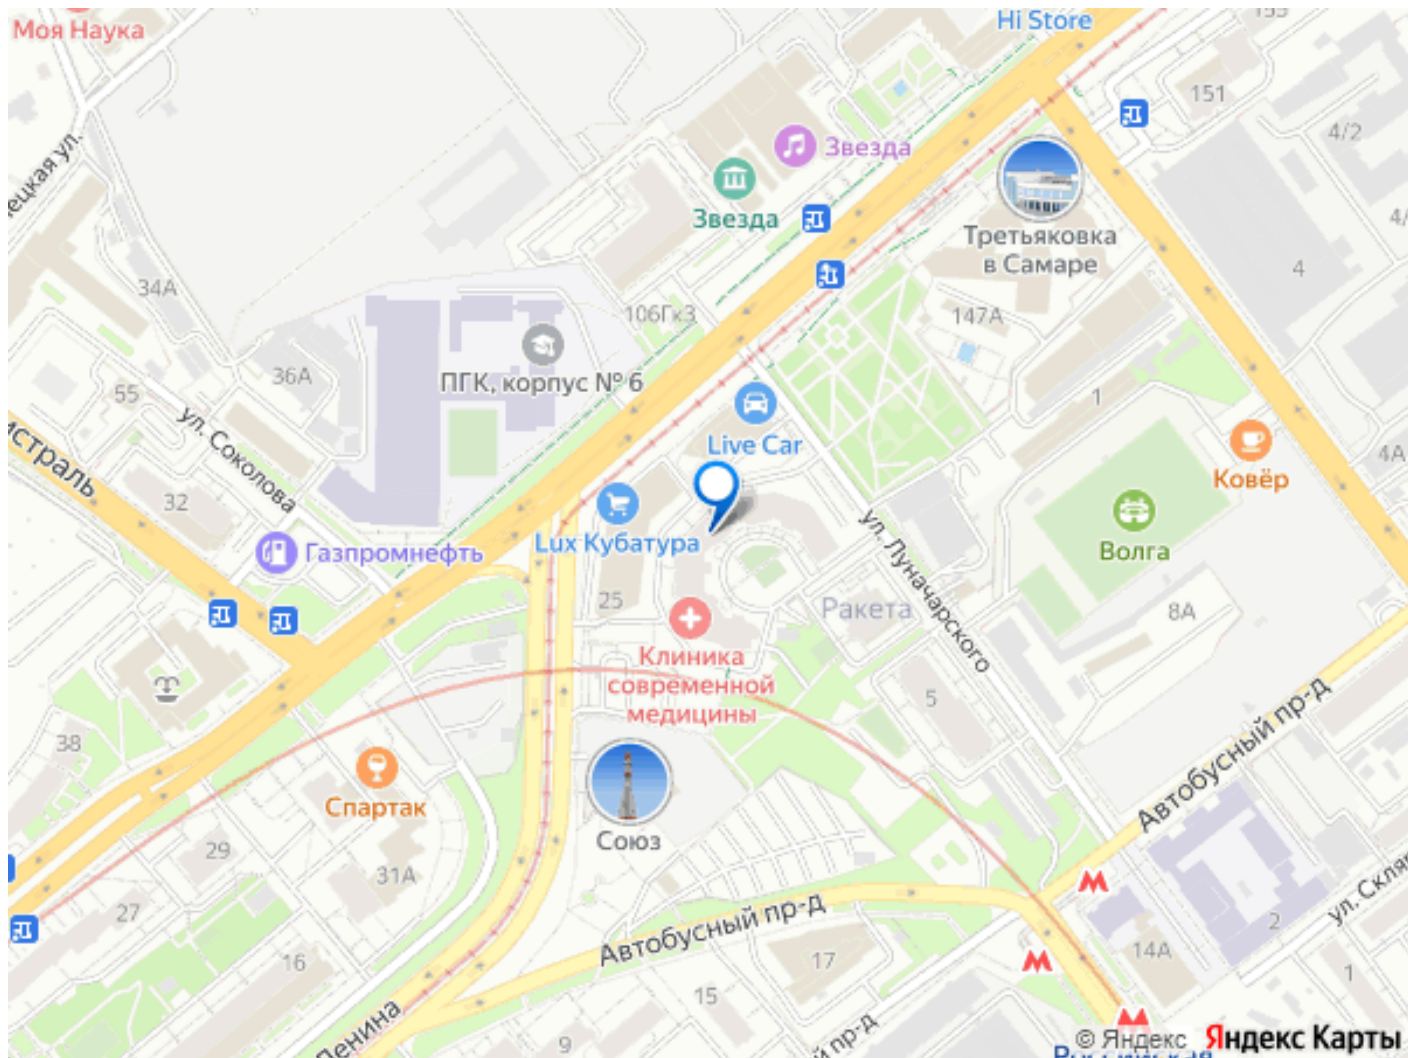 Моя Наука
Hi Store
155
151
4/2
Звезда
Звезда
Третьяковка
в Самаре
34А
4
106Гк3
147А
36А
ПГК, корпус № 6
55
1
ул. Соколова
Live Car
4А
Ковёр
32
Lux Кубатура
Газпромнефть
ул. Луначарского
Волга
25
Ракета
8А
Клиника
современной
медицины
5
38
Спартак
Союз
Автобусный пр-д
29
31А
27
Автобусный пр-д
2
16
17
14А
15
1
9
© Яндекс Яндекс Карты